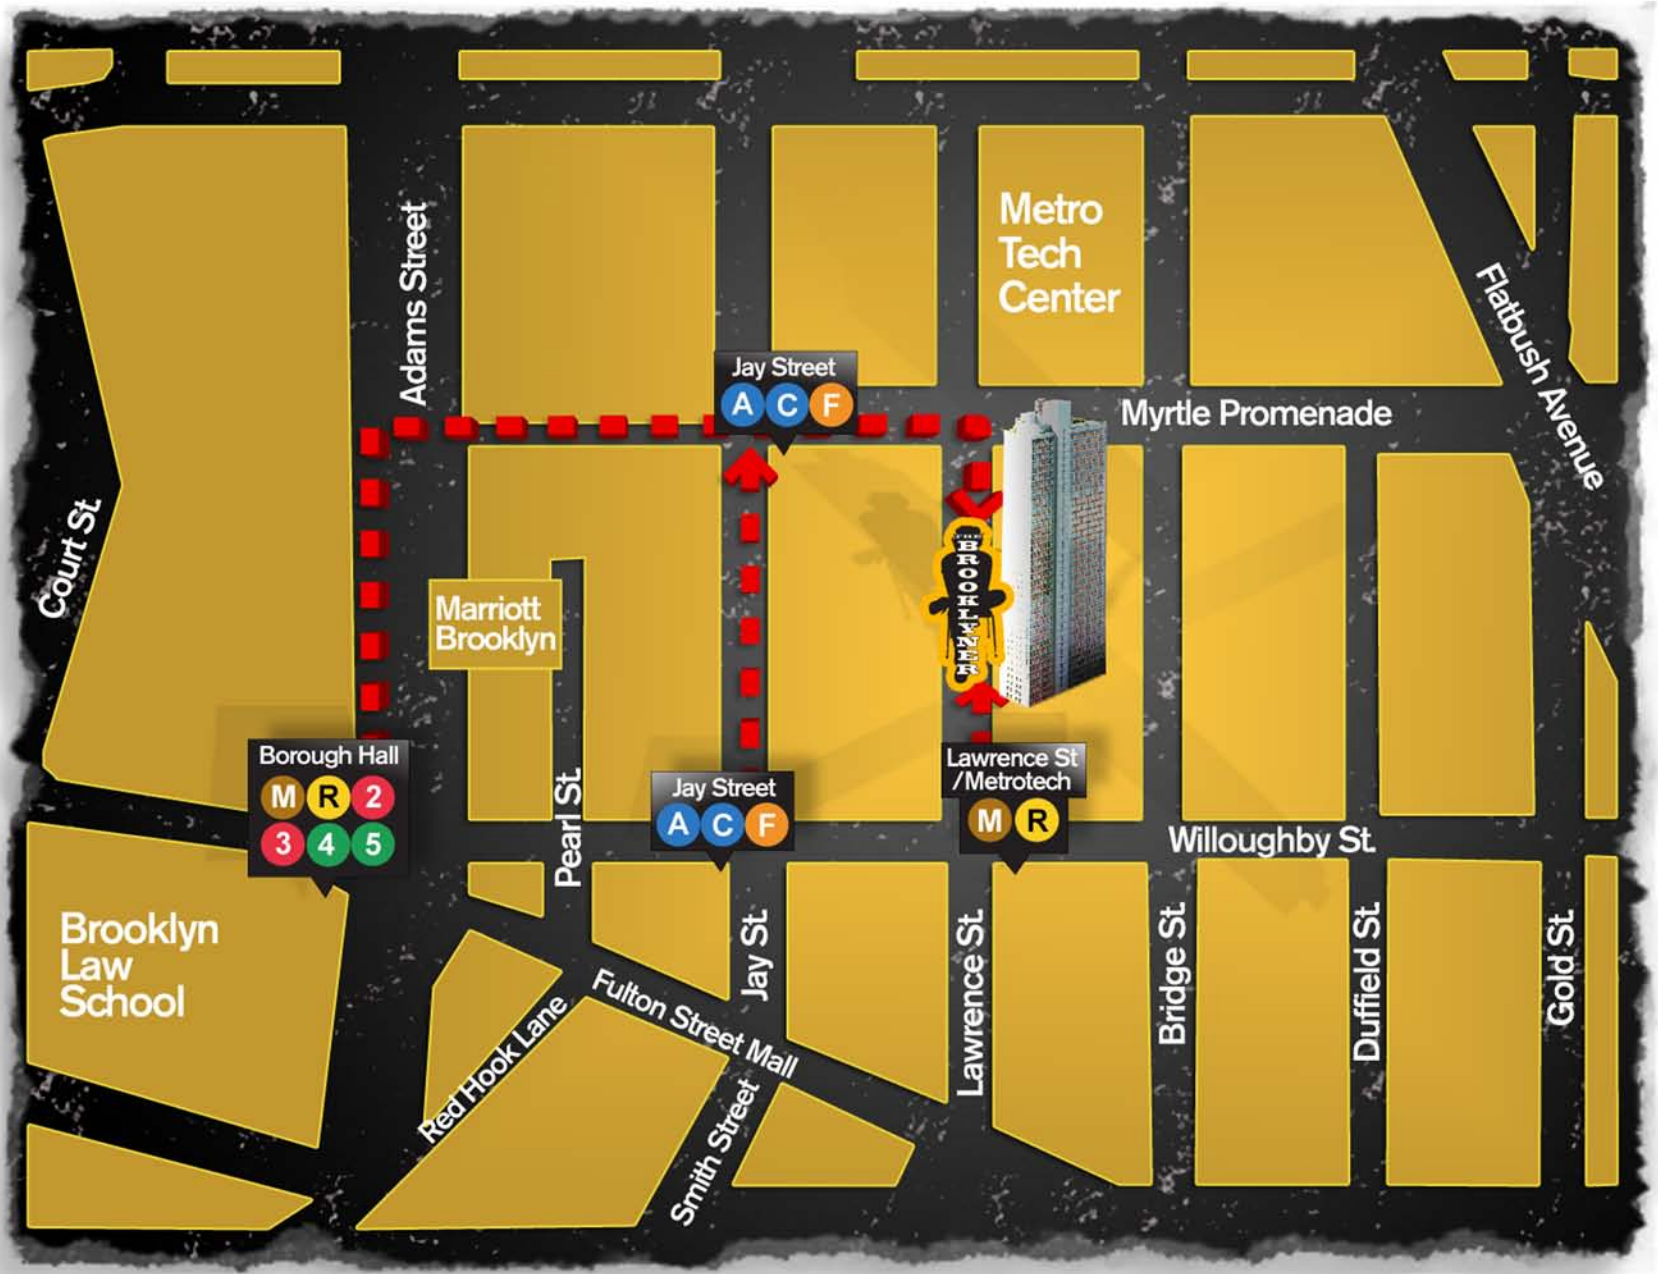 Metro
Tech
Center
Adams Street
Flatbush Avenue
Jay Street
A C F
Myrtle Promenade
Court St.
THE
BROOKLYNER
Marriott
Brooklyn
Borough Hall
M R 2
3 4 5
Lawrence St
/Metrotech
M R
Jay Street
A C F
Pearl St.
Willoughby St.
Brooklyn
Law
School
Jay St.
Lawrence St.
Bridge St.
Duffield St.
Gold St.
Fulton Street Mall
Red Hook Lane
Smith Street